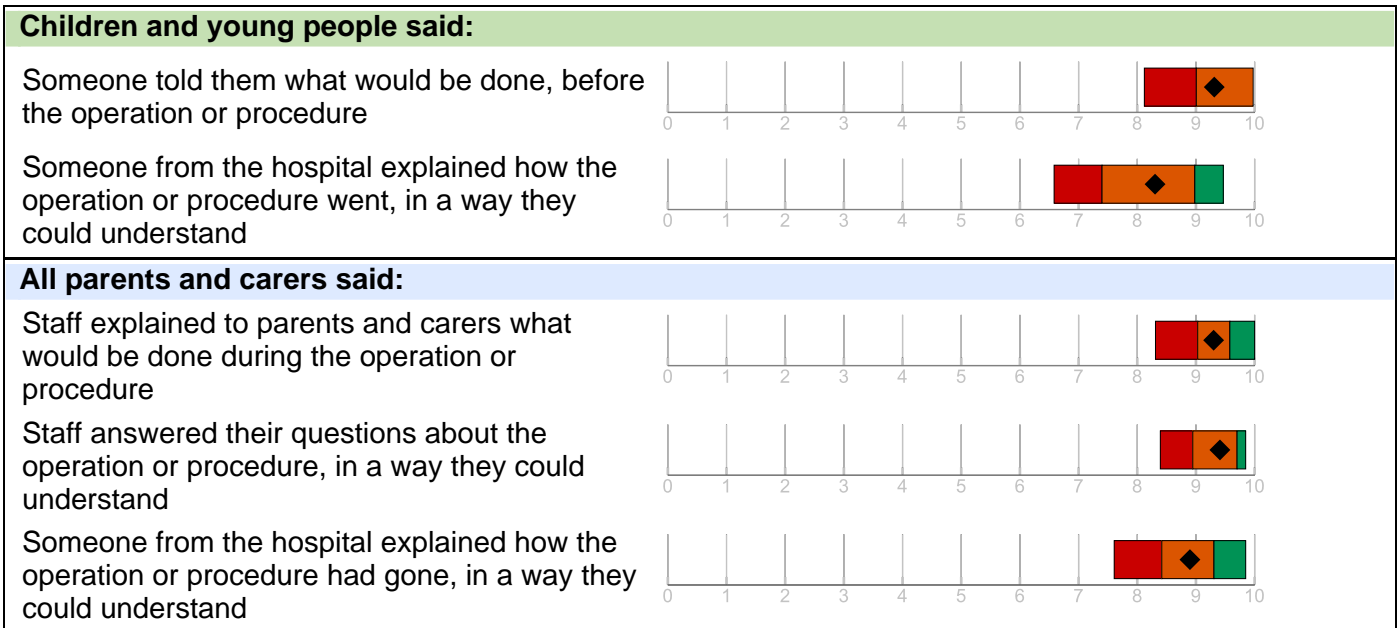 Children and young people said:
Someone told them what would be done, before
the operation or procedure
0 1 2 3 4 5 6 7 8 9 10
Someone from the hospital explained how the
operation or procedure went, in a way they
could understand
0 1 2 3 4 5 6 7 8 9 10
All parents and carers said:
Staff explained to parents and carers what
would be done during the operation or
procedure
0 1 2 3 4 5 6 7 8 9 10
Staff answered their questions about the
operation or procedure, in a way they could
understand
0 1 2 3 4 5 6 7 8 9 10
Someone from the hospital explained how the
operation or procedure had gone, in a way they
could understand
0 1 2 3 4 5 6 7 8 9 10